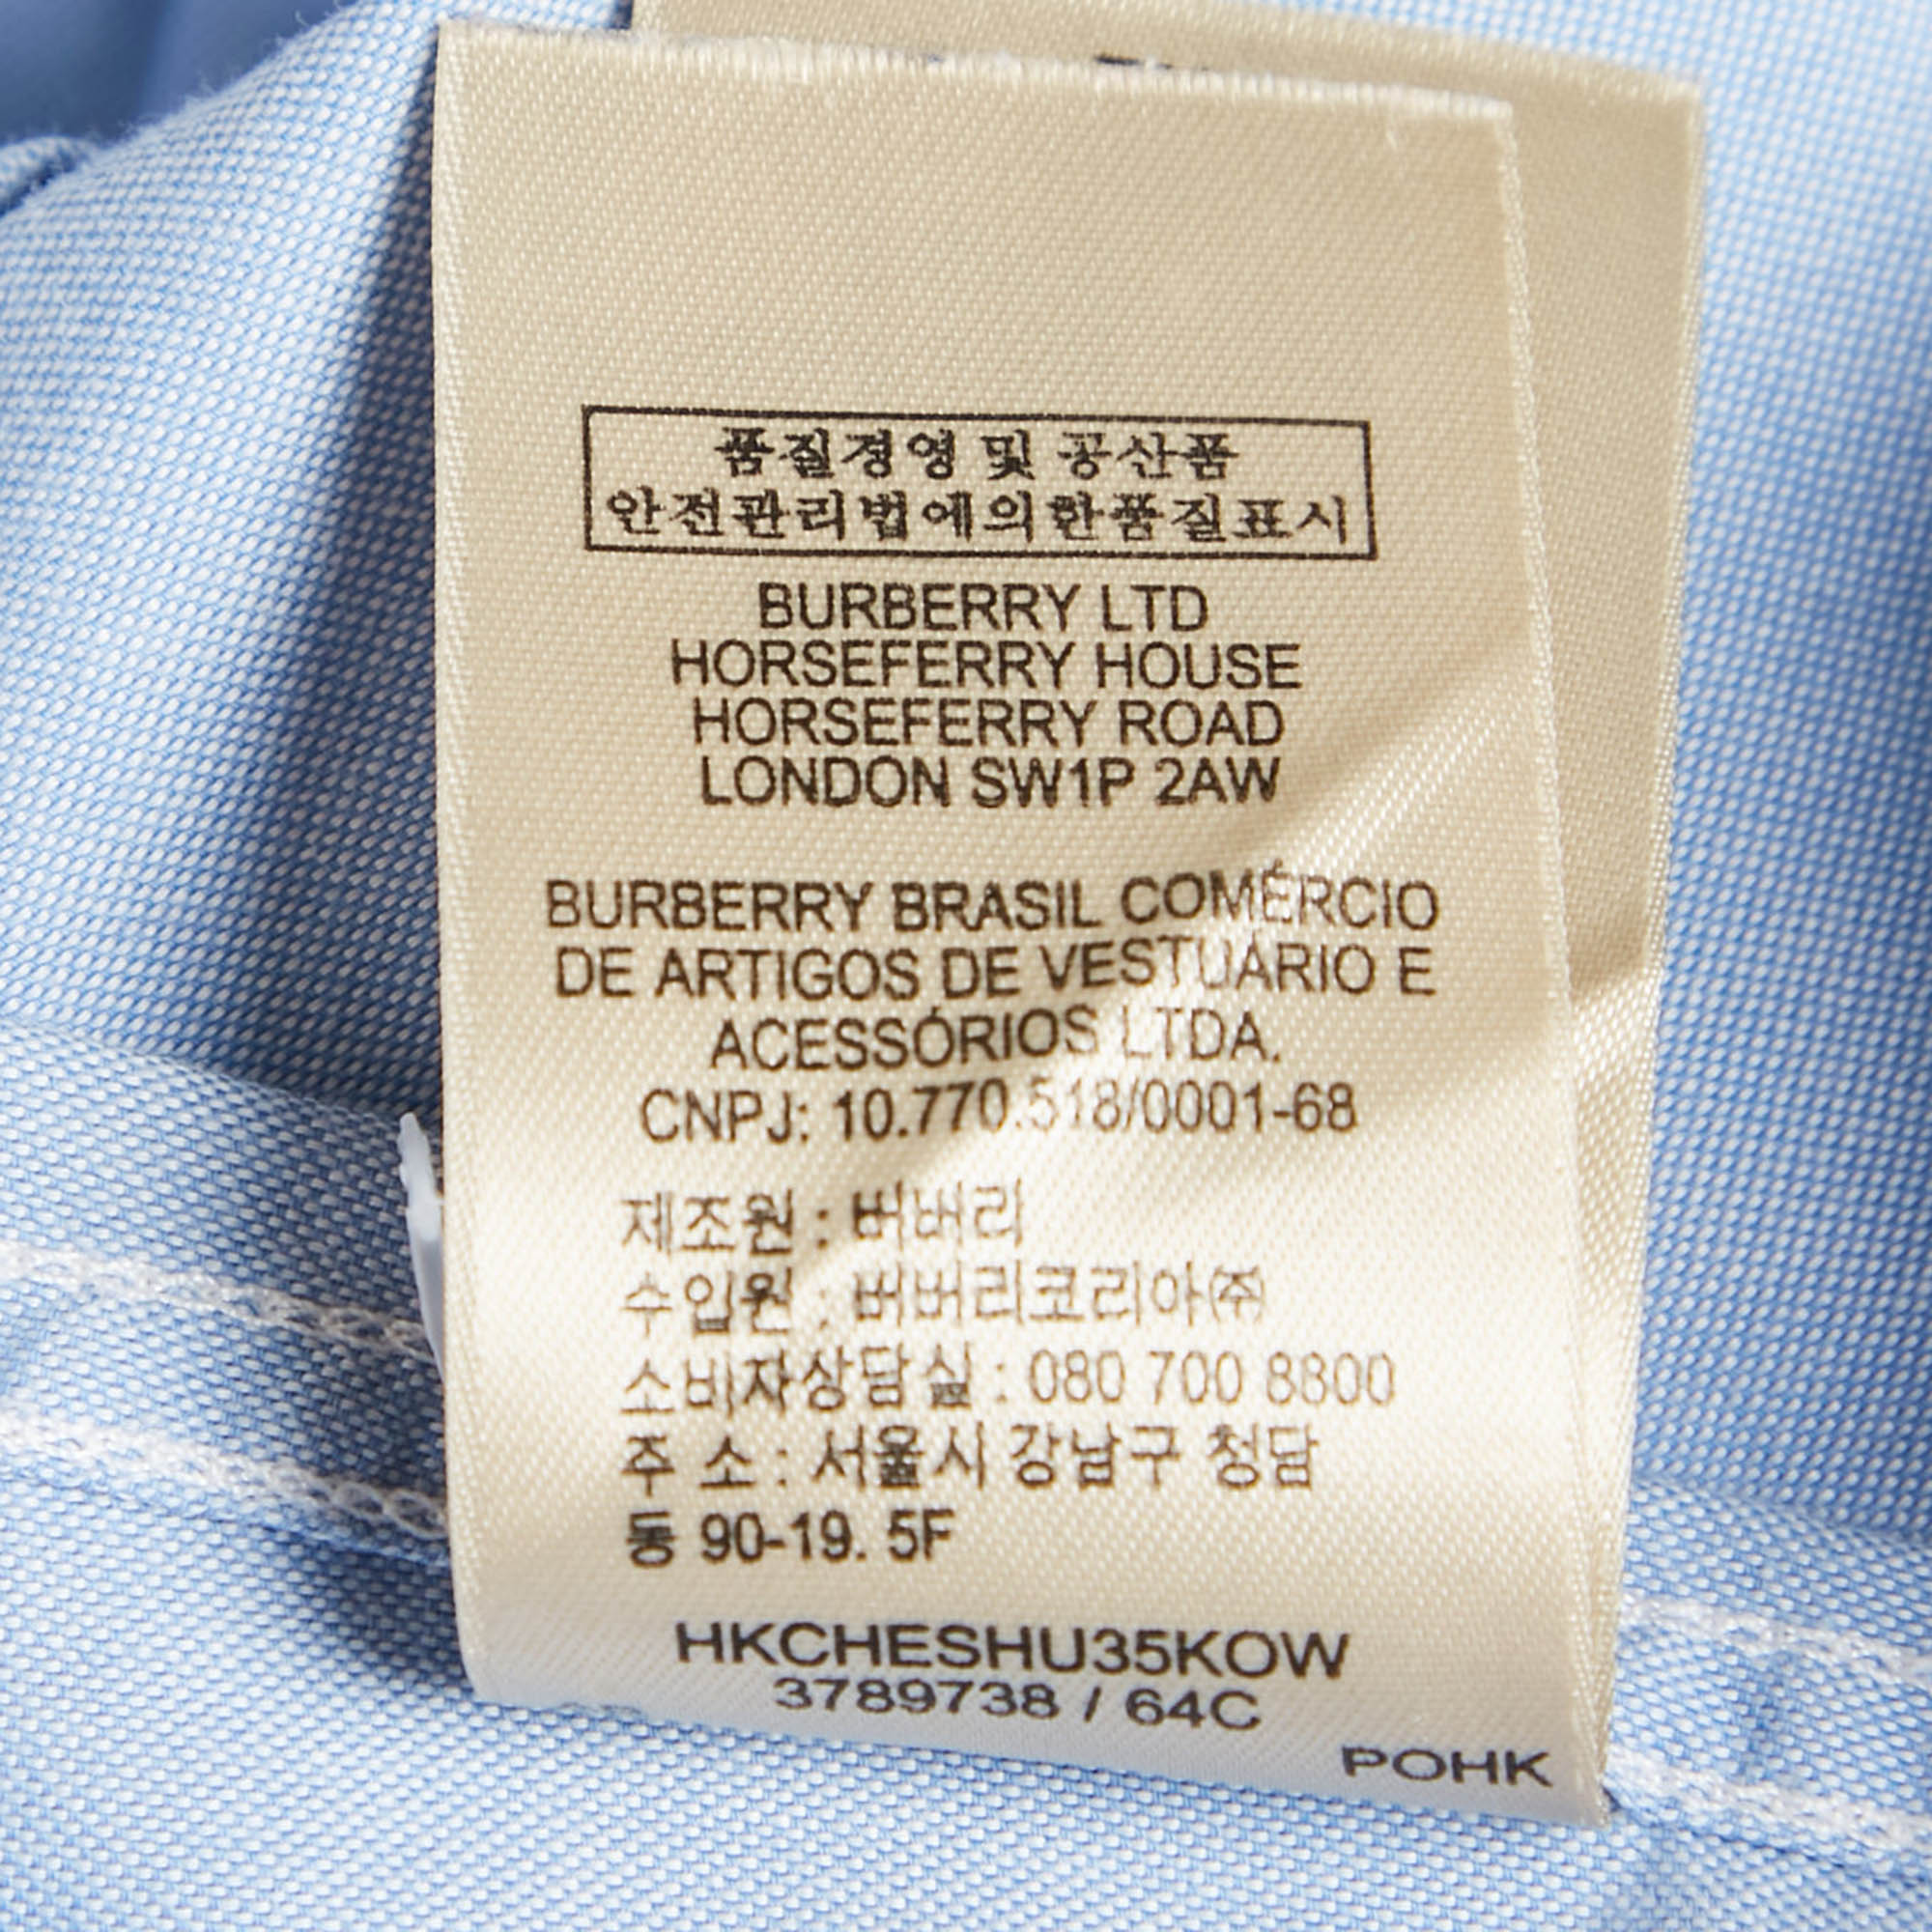 품질경영 및 공산품
안전관리법에의한품질표시
BURBERRY LTD
HORSEFERRY HOUSE
HORSEFERRY ROAD
LONDON SW1P 2AW
BURBERRY BRASIL COMÉRCIO
DE ARTIGOS DE VESTUÁRIO E
ACESSÓRIOS LTDA.
CNPJ: 10.770.518/0001-68
제조원 : 버버리
수입원 : 버버리코리아㈜
소비자상담실 : 080 700 8800
주 소 : 서울시 강남구 청담
동 90-19. 5F
HKCHESHU35KOW
3789738 / 64C
POHK